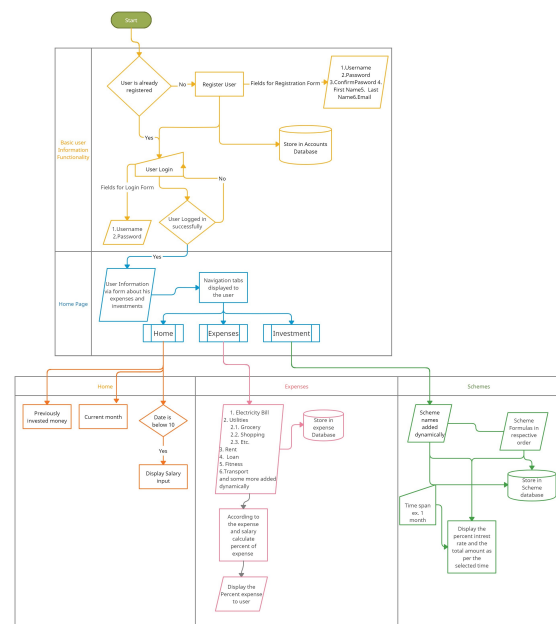 Start
User is already
registered
No
Register User
Fields for Registration Form
1.Username
2.Password
3.ConfirmPasword 4.
First Name5. Last
Name6.Email
Basic user
Information
Functionality
Yes
Store in Accounts
Database
User Login
No
Fields for Login Form
1.Username
2.Password
User Logged in
successfully
Yes
Home Page
User Information
via form about his
expenses and
investments
Navigation tabs
displayed to
the user
Home
Expenses
Investment
Home
Expenses
Schemes
Previously
invested money
Current month
Date is
below 10
Yes
Display Salary
input
1. Electricity Bill
2. Utilties
2.1. Grocery
2.2. Shopping
2.3. Etc.
3. Rent
4. Loan
5. Fitness
6.Transport
and some more added
dynamically
Store in
expense
Database
According to
the expense
and salary
calculate
percent of
expense
Display the
Percent expense
to user
Scheme
names
added
dynamically
Scheme
Formulas in
respective
order
Store in
Scheme
database
Time span
ex. 1
month
Display the
percent intrest
rate and the
total amount as
per the
selected time